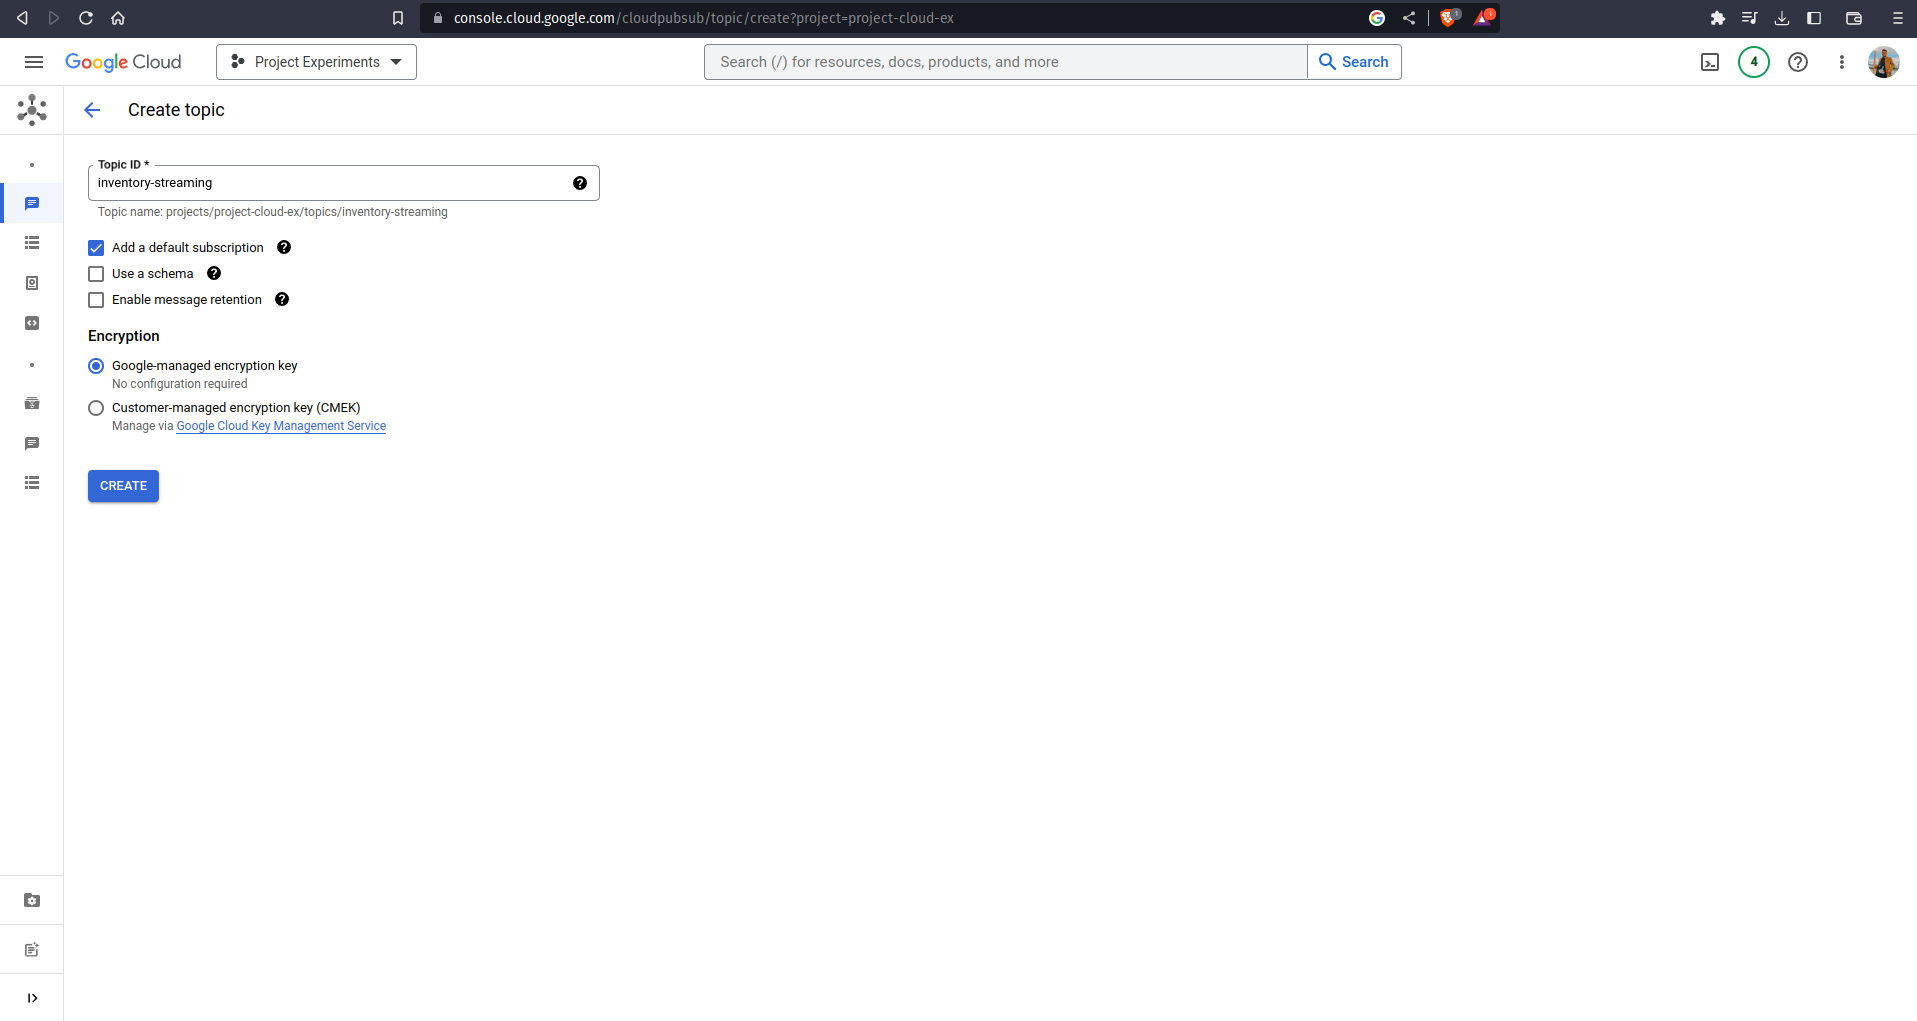 console.cloud.google.com/cloudpubsub/topic/create?project=project-cloud-ex
1
1
Google Cloud
Project Experiments
Search (/) for resources, docs, products, and more
Search
4
Create topic
Topic ID *
inventory-streaming
Topic name: projects/project-cloud-ex/topics/inventory-streaming
Add a default subscription
Use a schema
Enable message retention
Encryption
Google-managed encryption key
No configuration required
Customer-managed encryption key (CMEK)
Manage via Google Cloud Key Management Service
CREATE